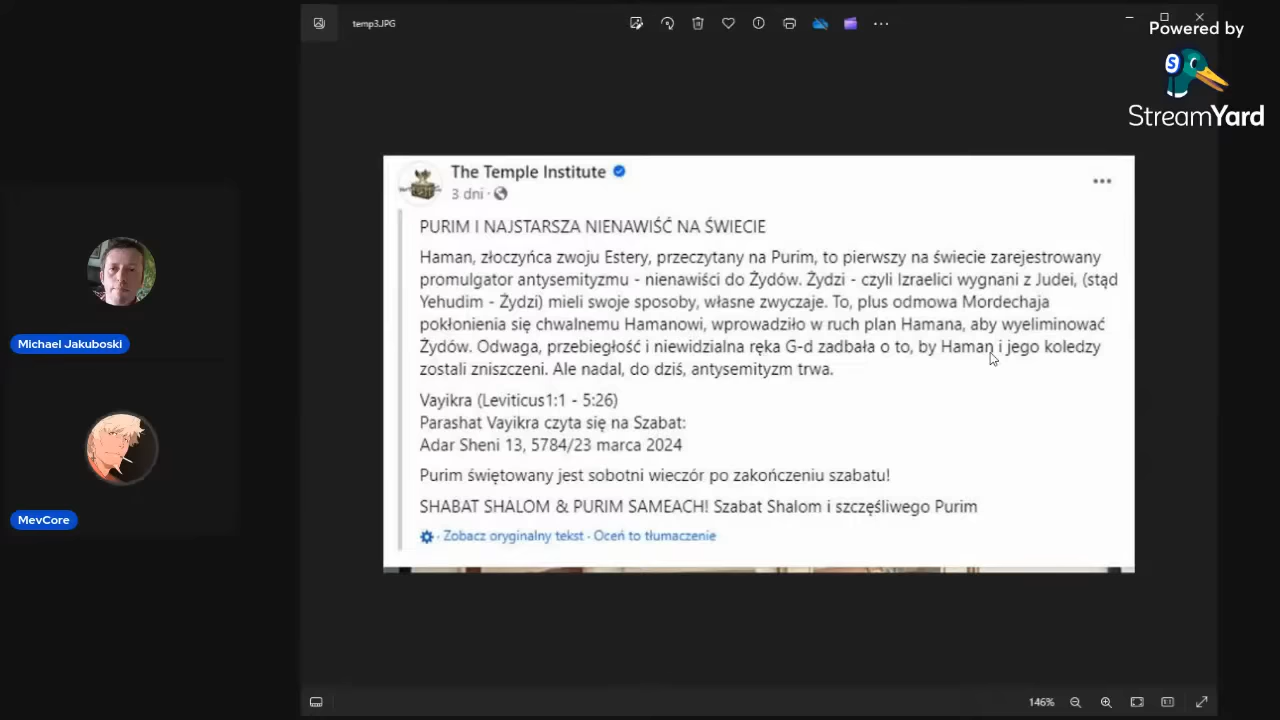 temp3.JPG
Powered by
StreamYard
The Temple Institute
3 dni ·
PURIM I NAJSTARSZA NIENAWIŚĆ NA ŚWIECIE
Haman, złoczyńca zwoju Estery, przeczytany na Purim, to pierwszy na świecie zarejestrowany
promulgator antysemityzmu - nienawiści do Żydów. Żydzi - czyli Izraelici wygnani z Judei, (stąd
Yehudim - Żydzi) mieli swoje sposoby, własne zwyczaje. To, plus odmowa Mordechaja
pokłonienia się chwalnemu Hamanowi, wprowadziło w ruch plan Hamana, aby wyeliminować
Żydów. Odwaga, przebiegłość i niewidzialna ręka G-d zadbała o to, by Haman i jego koledzy
zostali zniszczeni. Ale nadal, do dziś, antysemityzm trwa.
Vayikra (Leviticus1:1 - 5:26)
Parashat Vayikra czyta się na Szabat:
Adar Sheni 13, 5784/23 marca 2024
Purim świętowany jest sobotni wieczór po zakończeniu szabatu!
SHABAT SHALOM & PURIM SAMEACH! Szabat Shalom i szczęśliwego Purim
· Zobacz oryginalny tekst · Oceń to tłumaczenie
Michael Jakuboski
MevCore
146%